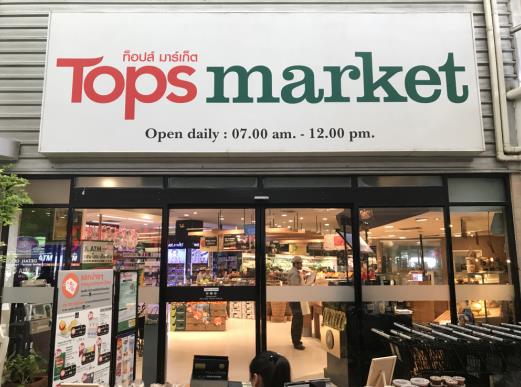 ท็อปส์ มาร์เก็ต
Tops market
Open daily : 07.00 am. - 12.00 pm.
ATM